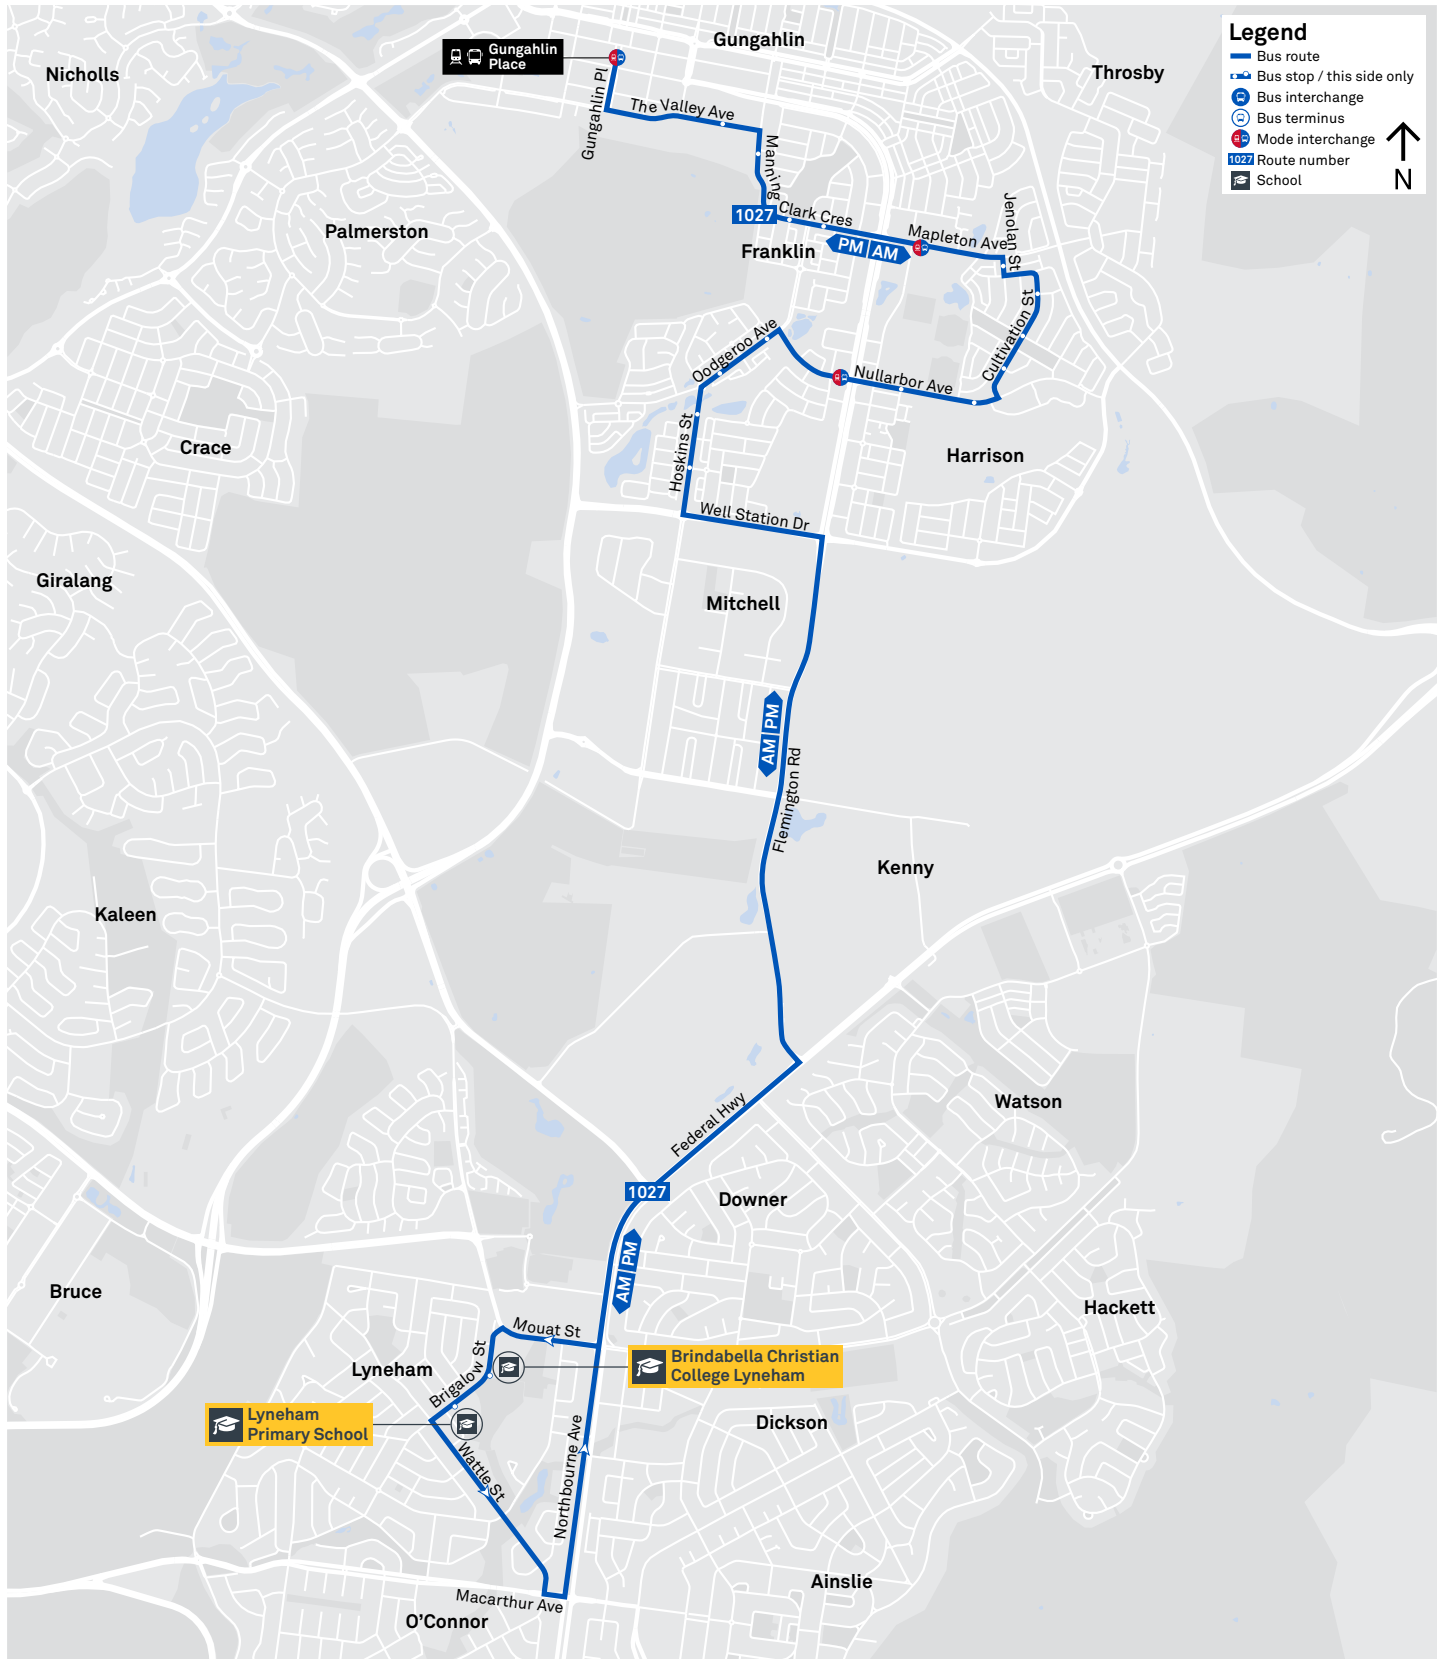 Legend
Bus route
Bus stop / this side only
Bus interchange
Bus terminus
Mode interchange
1027 Route number
School
N
Gungahlin
Place
Gungahlin
Nicholls
Throsby
Gungahlin Pl
The Valley Ave
Manning
1027
Clark Cres
Mapleton Ave
Jenolan St
Palmerston
Franklin
PM AM
Cultivation St
Oodgeroo Ave
Nullarbor Ave
Crace
Hoskins St
Harrison
Well Station Dr
Giralang
Mitchell
AM PM
Flemington Rd
Kenny
Kaleen
Watson
Federal Hwy
1027
Downer
AM PM
Bruce
Hackett
Mouat St
Lyneham
Brigalow St
Brindabella Christian
College Lyneham
Lyneham
Primary School
Dickson
Wattle St
Northbourne Ave
Ainslie
Macarthur Ave
O'Connor